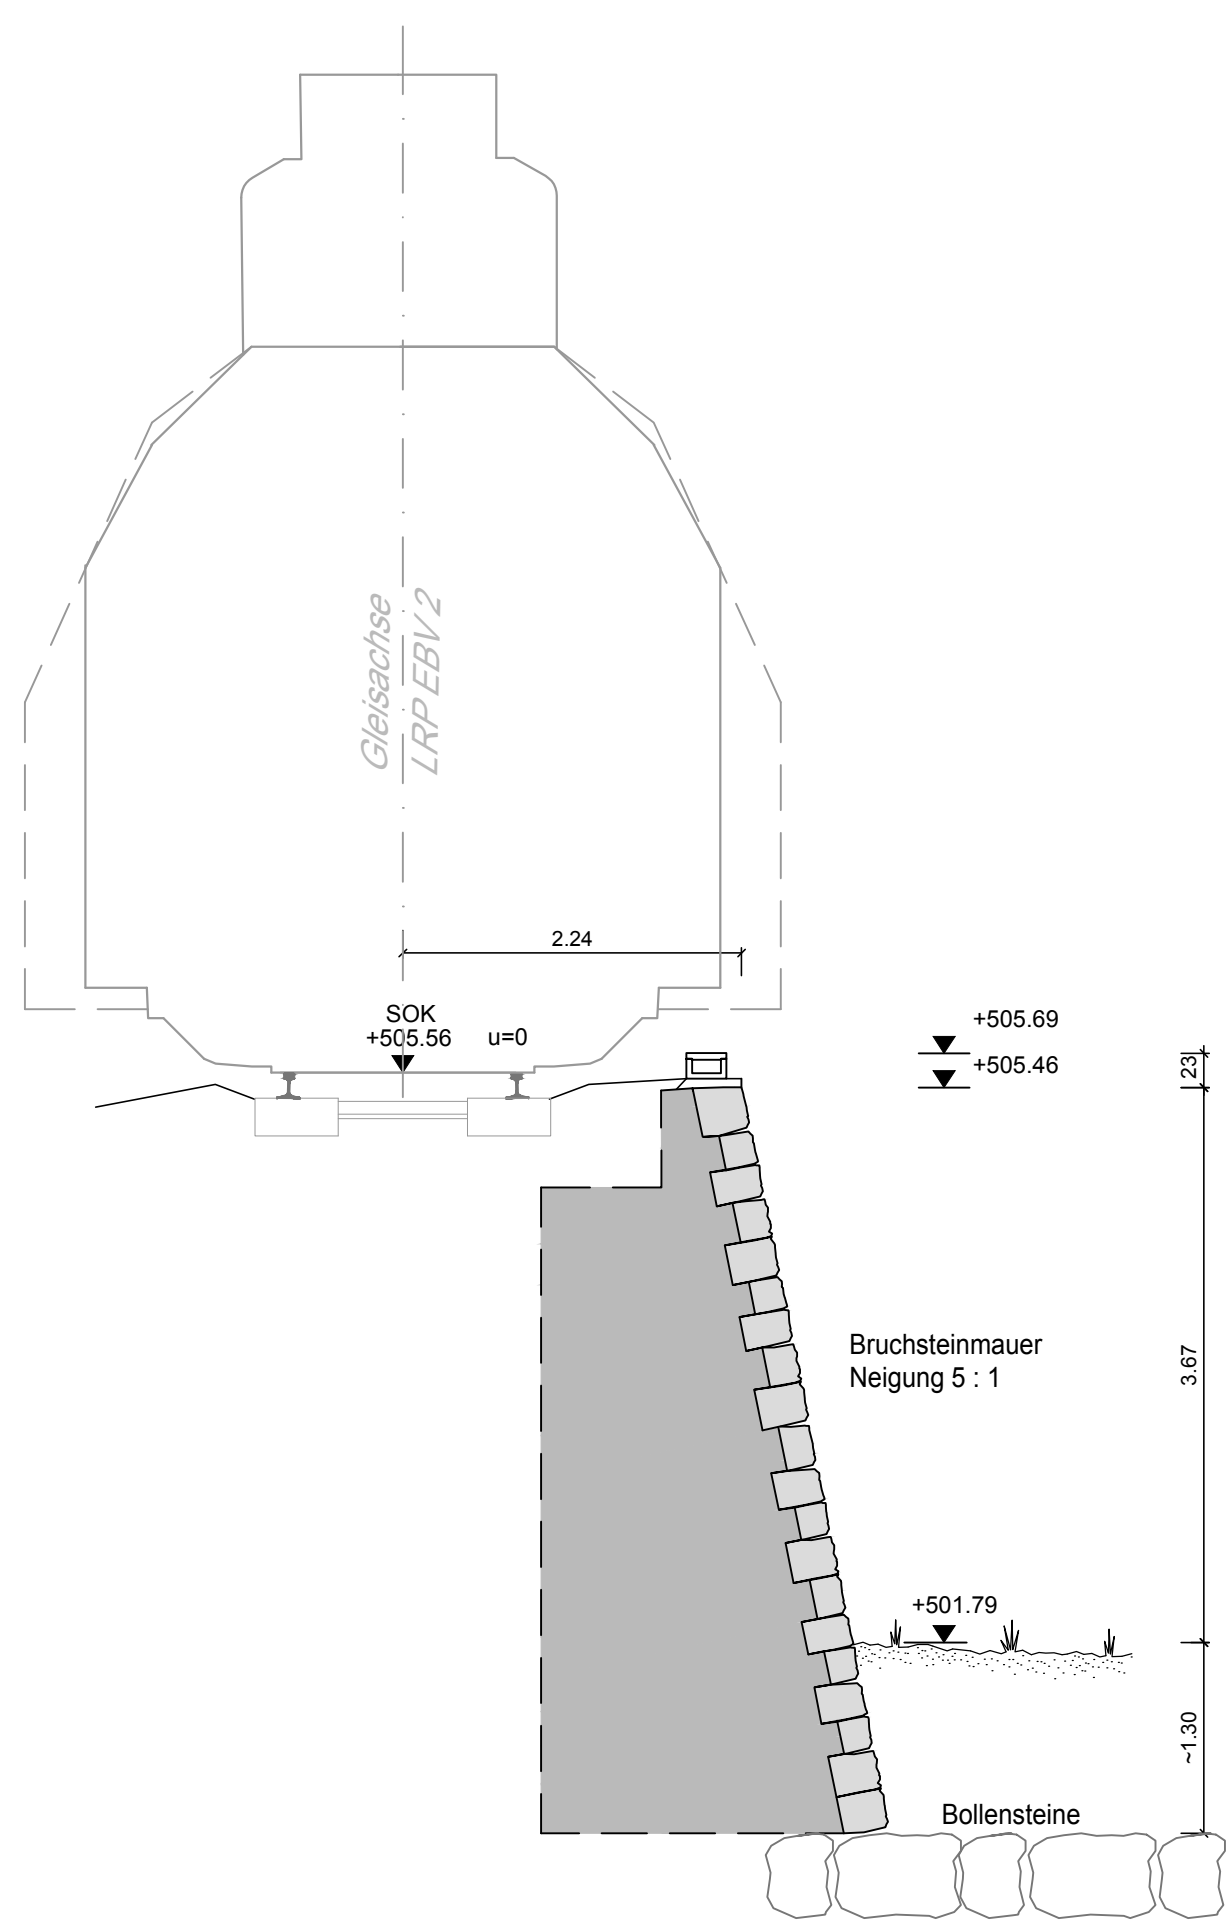 Gleisachse
LRP EBV 2
2.24
SOK
+505.56
u=0
+505.69
+505.46
23
Bruchsteinmauer
Neigung 5 : 1
3.67
+501.79
~1.30
Bollensteine